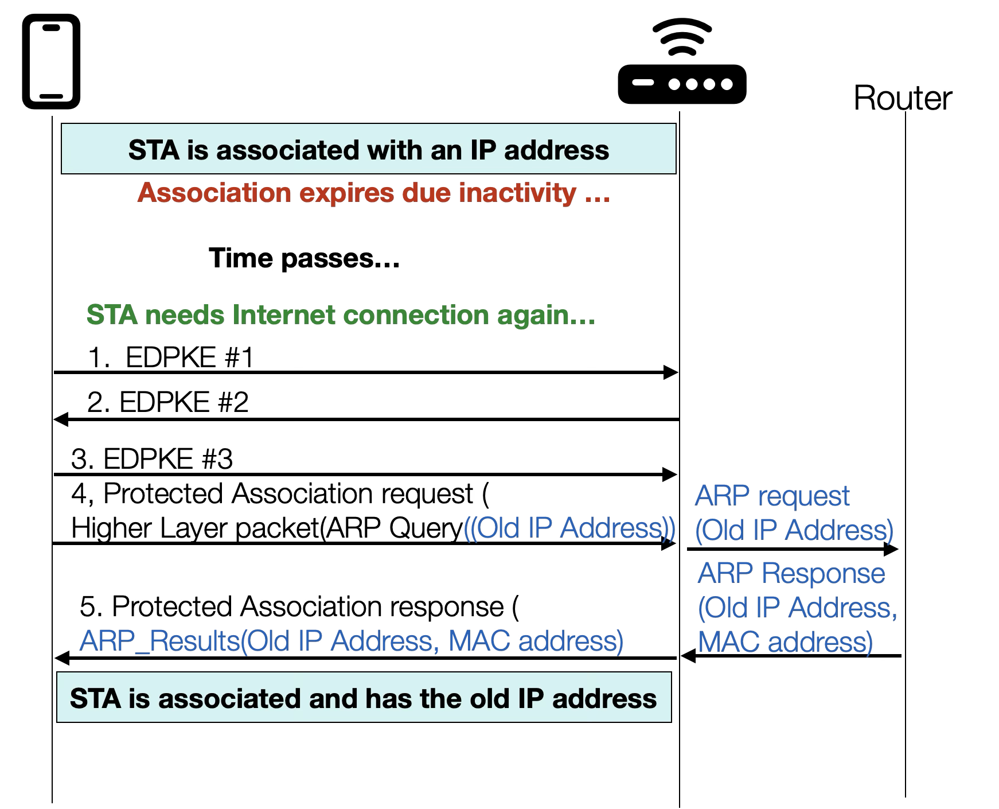 Router
STA is associated with an IP address
Association expires due inactivity ...
Time passes...
STA needs Internet connection again...
1. EDPKE #1
2. EDPKE #2
3. EDPKE #3
4, Protected Association request (
Higher Layer packet(ARP Query((Old IP Address))
ARP request
(Old IP Address)
ARP Response
(Old IP Address,
MAC address)
5. Protected Association response (
ARP_Results(Old IP Address, MAC address)
STA is associated and has the old IP address